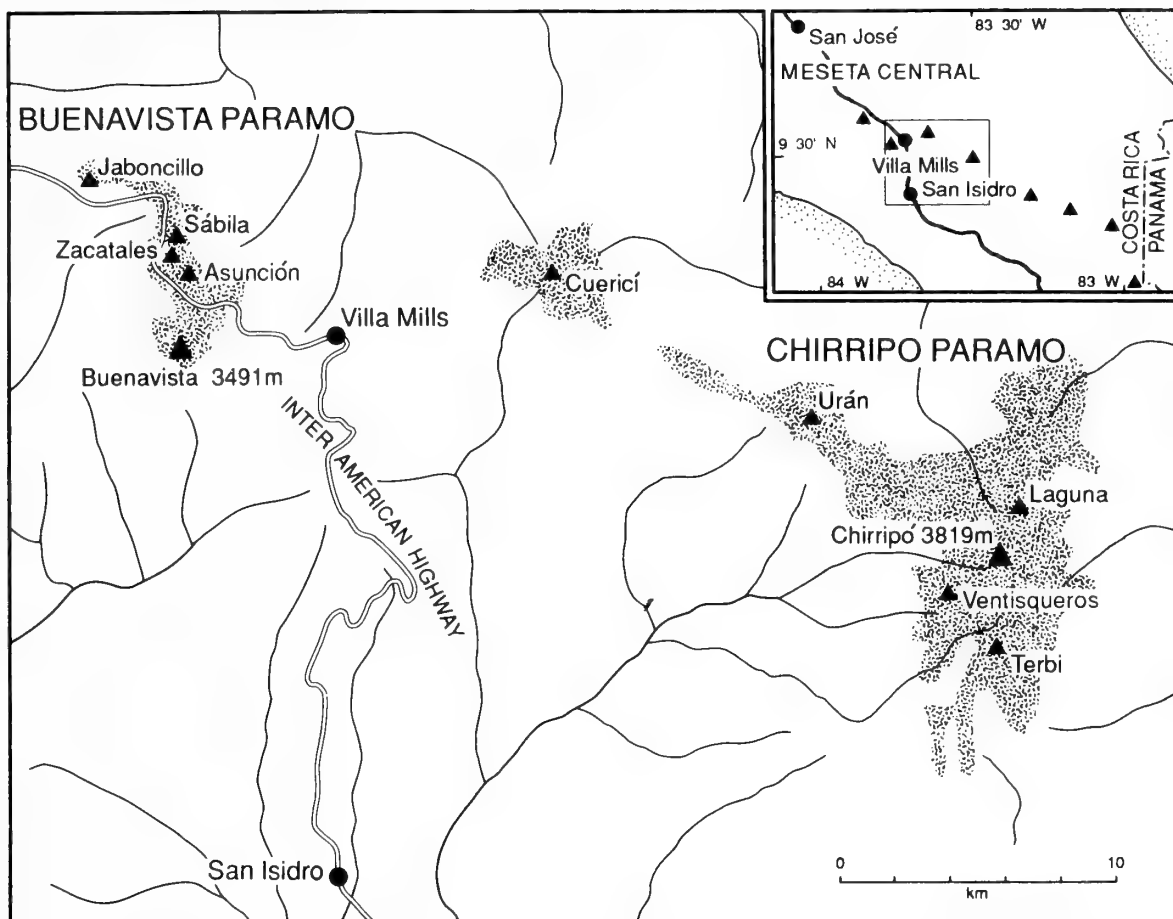 BUENAVISTA PARAMO
Jaboncillo
Sábila
Zacatales
Asunción
Villa Mills
Buenavista 3491m
INTER AMERICAN HIGHWAY
San Isidro
Cuericí
83 30' W
San José
MESETA CENTRAL
9 30' N
Villa Mills
San Isidro
COSTA RICA
PANAMA
84 W
83 W
CHIRRIPO PARAMO
Urán
Laguna
Chirripó 3819m
Ventisqueros
Terbi
0 10
km